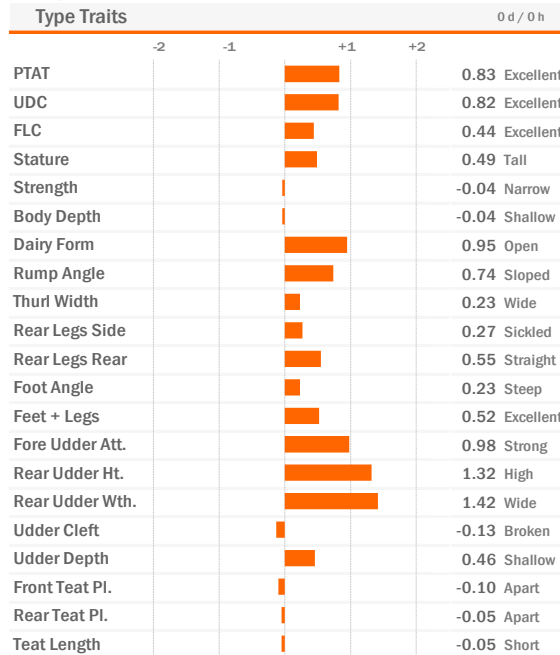 Type Traits 0 d / 0 h
-2 -1 +1 +2
PTAT 0.83 Excellent
UDC 0.82 Excellent
FLC 0.44 Excellent
Stature 0.49 Tall
Strength -0.04 Narrow
Body Depth -0.04 Shallow
Dairy Form 0.95 Open
Rump Angle 0.74 Sloped
Thurl Width 0.23 Wide
Rear Legs Side 0.27 Sickled
Rear Legs Rear 0.55 Straight
Foot Angle 0.23 Steep
Feet + Legs 0.52 Excellent
Fore Udder Att. 0.98 Strong
Rear Udder Ht. 1.32 High
Rear Udder Wth. 1.42 Wide
Udder Cleft -0.13 Broken
Udder Depth 0.46 Shallow
Front Teat Pl. -0.10 Apart
Rear Teat Pl. -0.05 Apart
Teat Length -0.05 Short